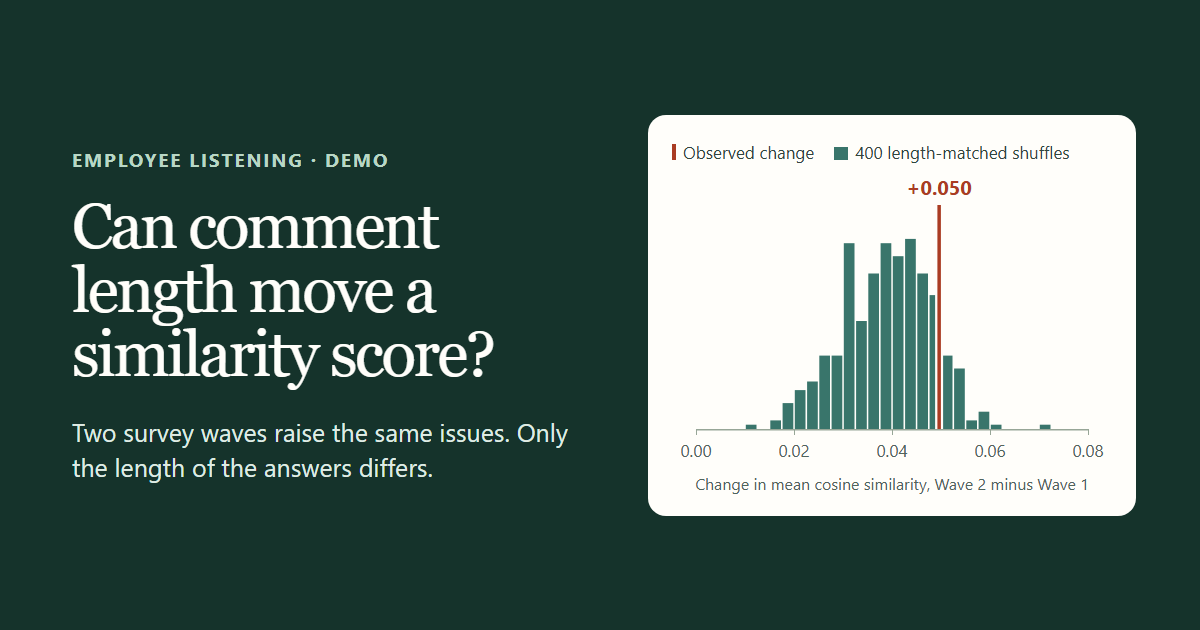 EMPLOYEE LISTENING · DEMO
Can comment
length move a
similarity score?
Two survey waves raise the same issues. Only
the length of the answers differs.
Observed change
400 length-matched shuffles
+0.050
0.00
0.02
0.04
0.06
0.08
Change in mean cosine similarity, Wave 2 minus Wave 1